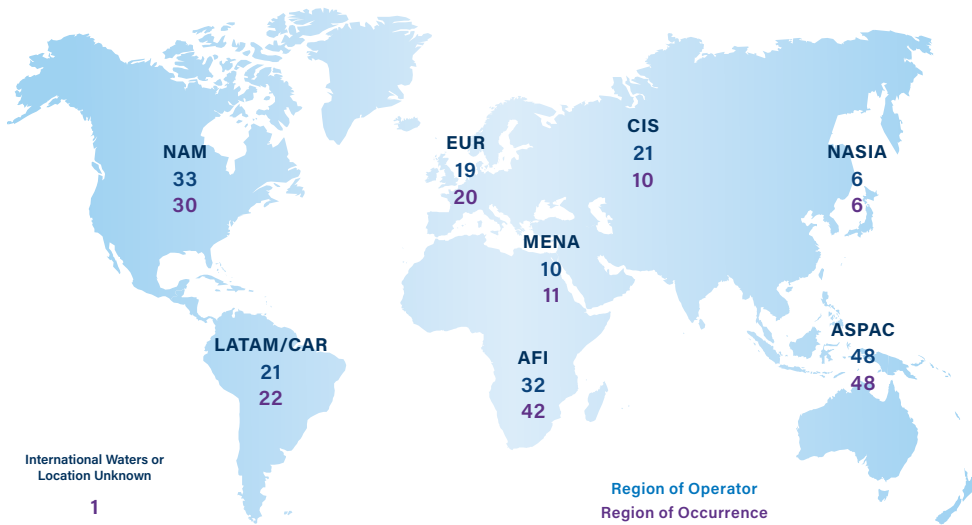 NAM
33
30
EUR
19
20
CIS
21
10
NASIA
6
6
MENA
10
11
LATAM/CAR
21
22
AFI
32
42
ASPAC
48
48
International Waters or
Location Unknown
1
Region of Operator
Region of Occurrence